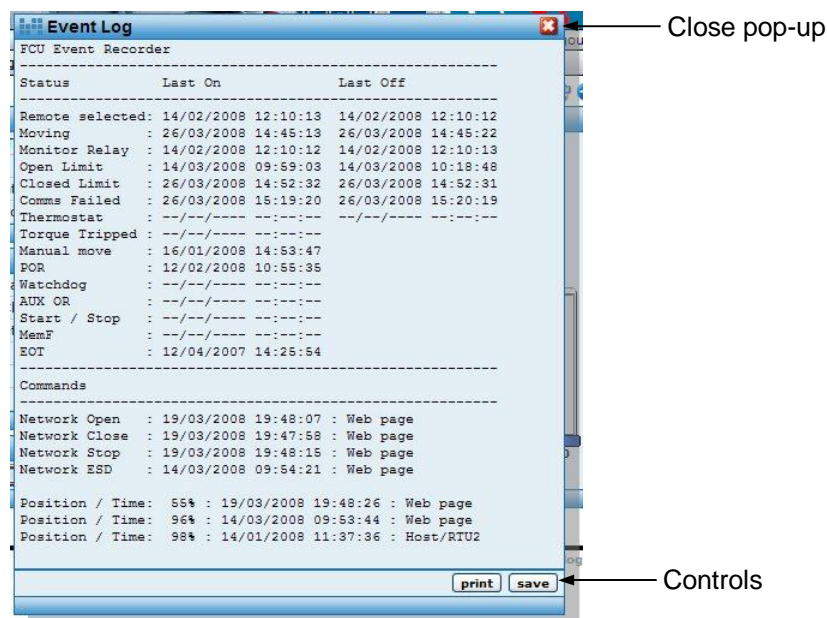 Event Log
Close pop-up
FCU Event Recorder
------------------------------------------------------------
Status Last On Last Off
------------------------------------------------------------
Remote selected: 14/02/2008 12:10:13 14/02/2008 12:10:12
Moving : 26/03/2008 14:45:13 26/03/2008 14:45:22
Monitor Relay : 14/02/2008 12:10:12 14/02/2008 12:10:13
Open Limit : 14/03/2008 09:59:03 14/03/2008 10:18:48
Closed Limit : 26/03/2008 14:52:32 26/03/2008 14:52:31
Comms Failed : 26/03/2008 15:19:20 26/03/2008 15:20:19
Thermostat : --/--/---- --:--:-- --/--/---- --:--:--
Torque Tripped : --/--/---- --:--:--
Manual move : 16/01/2008 14:53:47
POR : 12/02/2008 10:55:35
Watchdog : --/--/---- --:--:--
AUX OR : --/--/---- --:--:--
Start / Stop : --/--/---- --:--:--
MemF : --/--/---- --:--:--
EOT : 12/04/2007 14:25:54
------------------------------------------------------------
Commands
------------------------------------------------------------
Network Open : 19/03/2008 19:48:07 : Web page
Network Close : 19/03/2008 19:47:58 : Web page
Network Stop : 19/03/2008 19:48:15 : Web page
Network ESD : 14/03/2008 09:54:21 : Web page
Position / Time: 55% : 19/03/2008 19:48:26 : Web page
Position / Time: 96% : 14/03/2008 09:53:44 : Web page
Position / Time: 98% : 14/01/2008 11:37:36 : Host/RTU2
print save
Controls